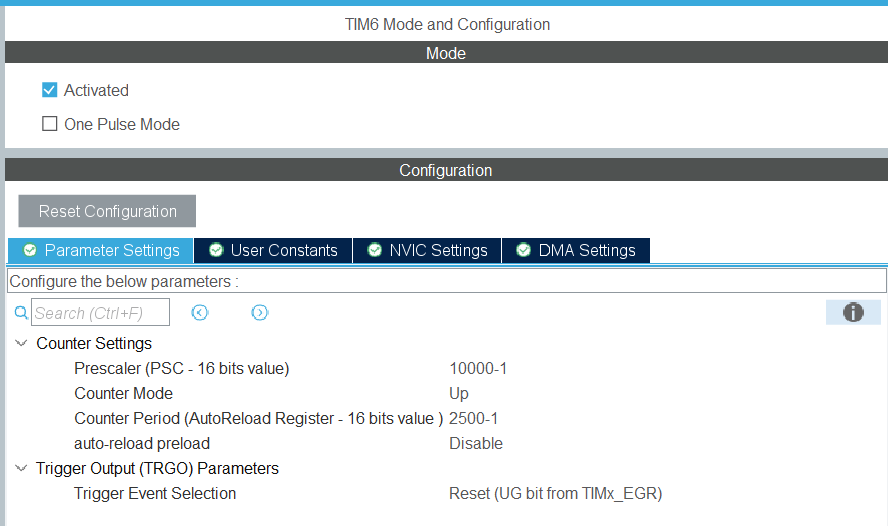 TIM6 Mode and Configuration
Mode
Activated
One Pulse Mode
Configuration
Reset Configuration
Parameter Settings User Constants NVIC Settings DMA Settings
Configure the below parameters :
Search (Ctrl+F)
Counter Settings
Prescaler (PSC - 16 bits value) 10000-1
Counter Mode Up
Counter Period (AutoReload Register - 16 bits value ) 2500-1
auto-reload preload Disable
Trigger Output (TRGO) Parameters
Trigger Event Selection Reset (UG bit from TIMx_EGR)